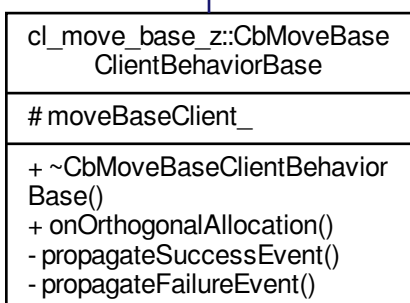 cl_move_base_z::CbMoveBase
ClientBehaviorBase
# moveBaseClient_
+ ~CbMoveBaseClientBehavior
Base()
+ onOrthogonalAllocation()
- propagateSuccessEvent()
- propagateFailureEvent()